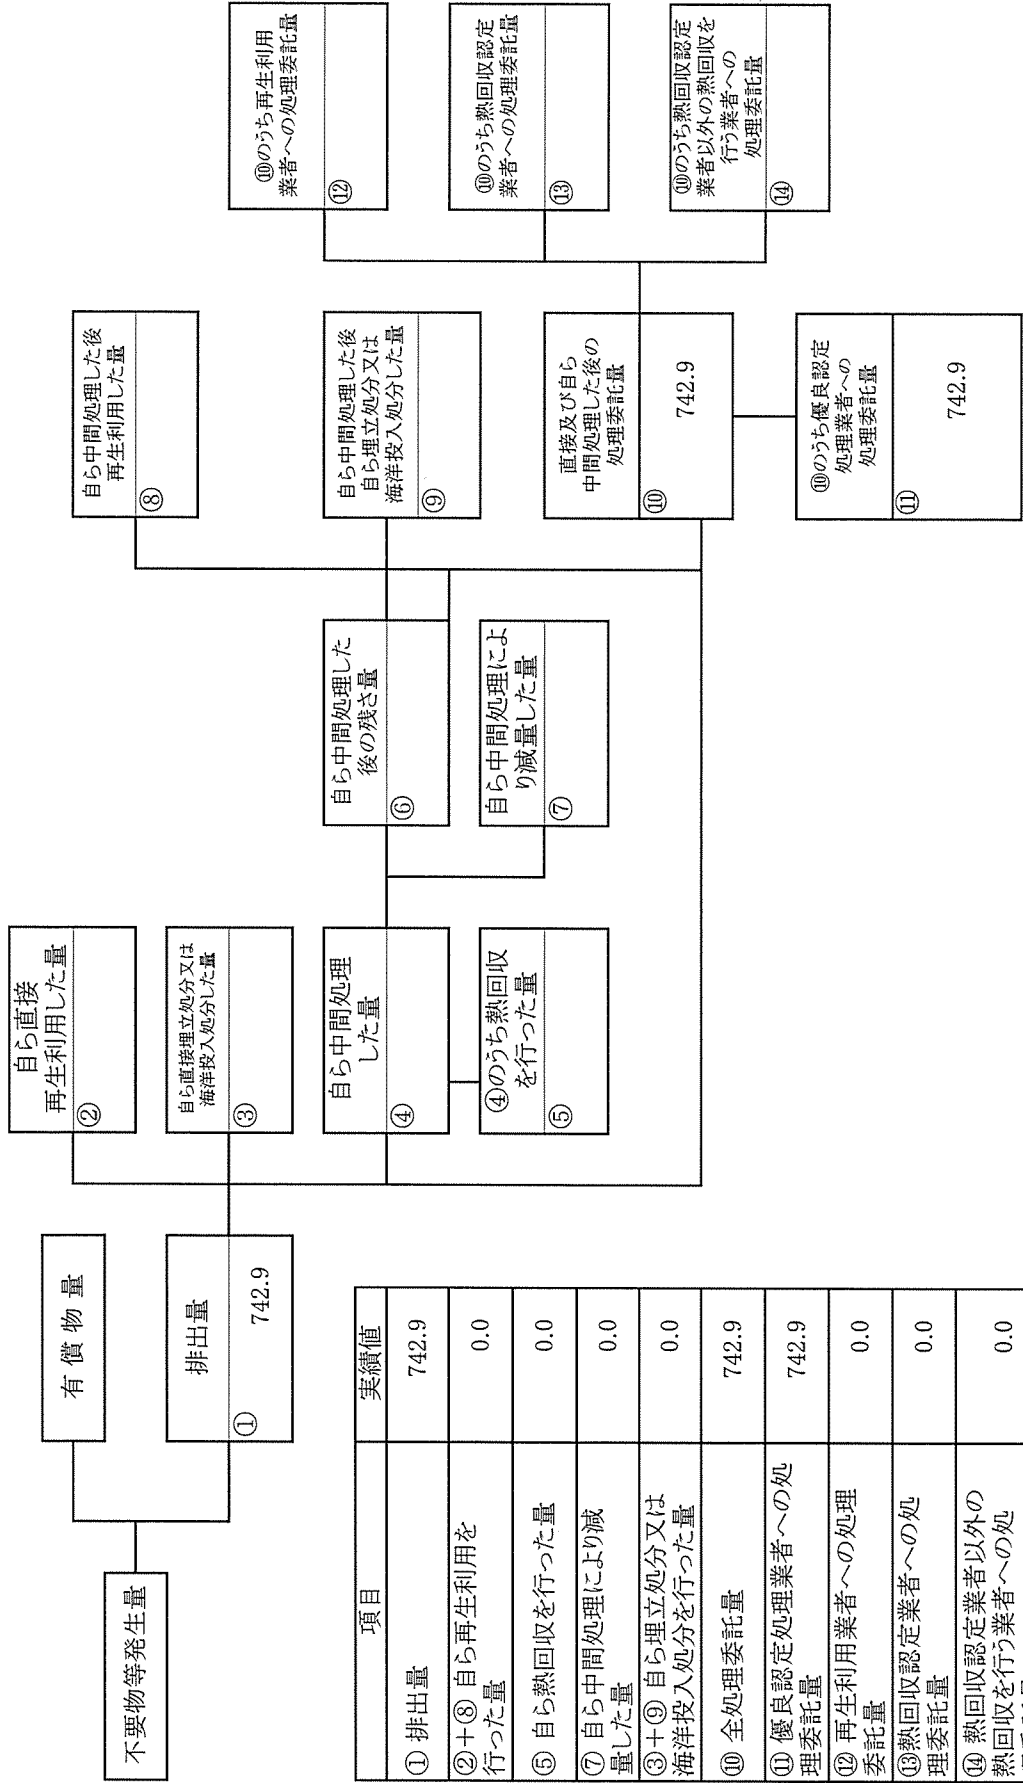 不要物等発生量
有償物量
排出量
①
742.9
自ら直接
再生利用した量
②
自ら直接埋立処分又は
海洋投入処分した量
③
自ら中間処理
した量
④
④のうち熱回収
を行った量
⑤
自ら中間処理した
後の残さ量
⑥
自ら中間処理によ
り減量した量
⑦
自ら中間処理した後
再生利用した量
⑧
自ら中間処理した後
自ら埋立処分又は
海洋投入処分した量
⑨
直接及び自ら
中間処理した後の
処理委託量
⑩
742.9
⑩のうち優良認定
処理業者への
処理委託量
⑪
742.9
⑩のうち再生利用
業者への処理委託量
⑫
⑩のうち熱回収認定
業者への処理委託量
⑬
⑩のうち熱回収認定
業者以外の熱回収を
行う業者への
処理委託量
⑭
項目 実績値
① 排出量 742.9
②+⑧ 自ら再生利用を
行った量 0.0
⑤ 自ら熱回収を行った量 0.0
⑦ 自ら中間処理により減
量した量 0.0
③+⑨ 自ら埋立処分又は
海洋投入処分を行った量 0.0
⑩ 全処理委託量 742.9
⑪ 優良認定処理業者への処
理委託量 742.9
⑫ 再生利用業者への処理
委託量 0.0
⑬熱回収認定業者への処
理委託量 0.0
⑭ 熱回収認定業者以外の
熱回収を行う業者への処 0.0